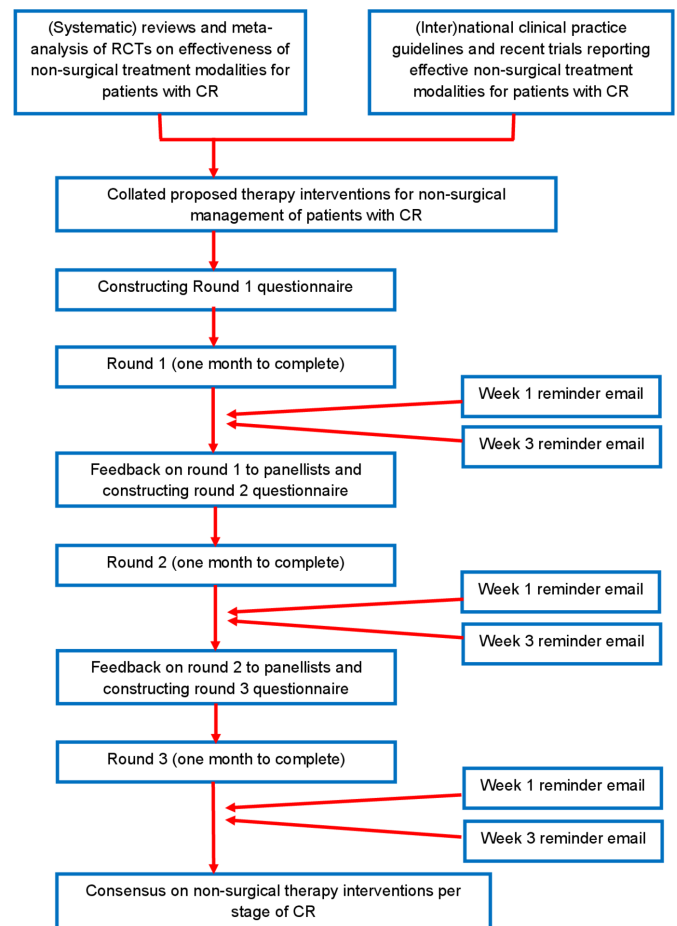 (Systematic) reviews and meta-
analysis of RCTs on effectiveness of
non-surgical treatment modalities for
patients with CR
(Inter)national clinical practice
guidelines and recent trials reporting
effective non-surgical treatment
modalities for patients with CR
Collated proposed therapy interventions for non-surgical
management of patients with CR
Constructing Round 1 questionnaire
Round 1 (one month to complete)
Week 1 reminder email
Week 3 reminder email
Feedback on round 1 to panellists and
constructing round 2 questionnaire
Round 2 (one month to complete)
Week 1 reminder email
Week 3 reminder email
Feedback on round 2 to panellists and
constructing round 3 questionnaire
Round 3 (one month to complete)
Week 1 reminder email
Week 3 reminder email
Consensus on non-surgical therapy interventions per
stage of CR